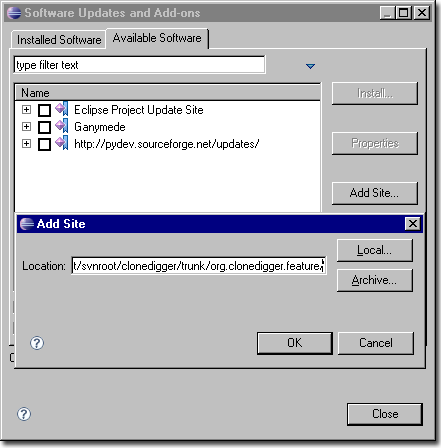 Software Updates and Add-ons
Installed Software Available Software
type filter text
Name
Install...
Eclipse Project Update Site
Ganymede
http://pydev.sourceforge.net/updates/
Properties
Add Site...
Add Site
Location: t/svnroot/clonedigger/trunk/org.clonedigger.feature/
Local...
Archive...
OK Cancel
Close